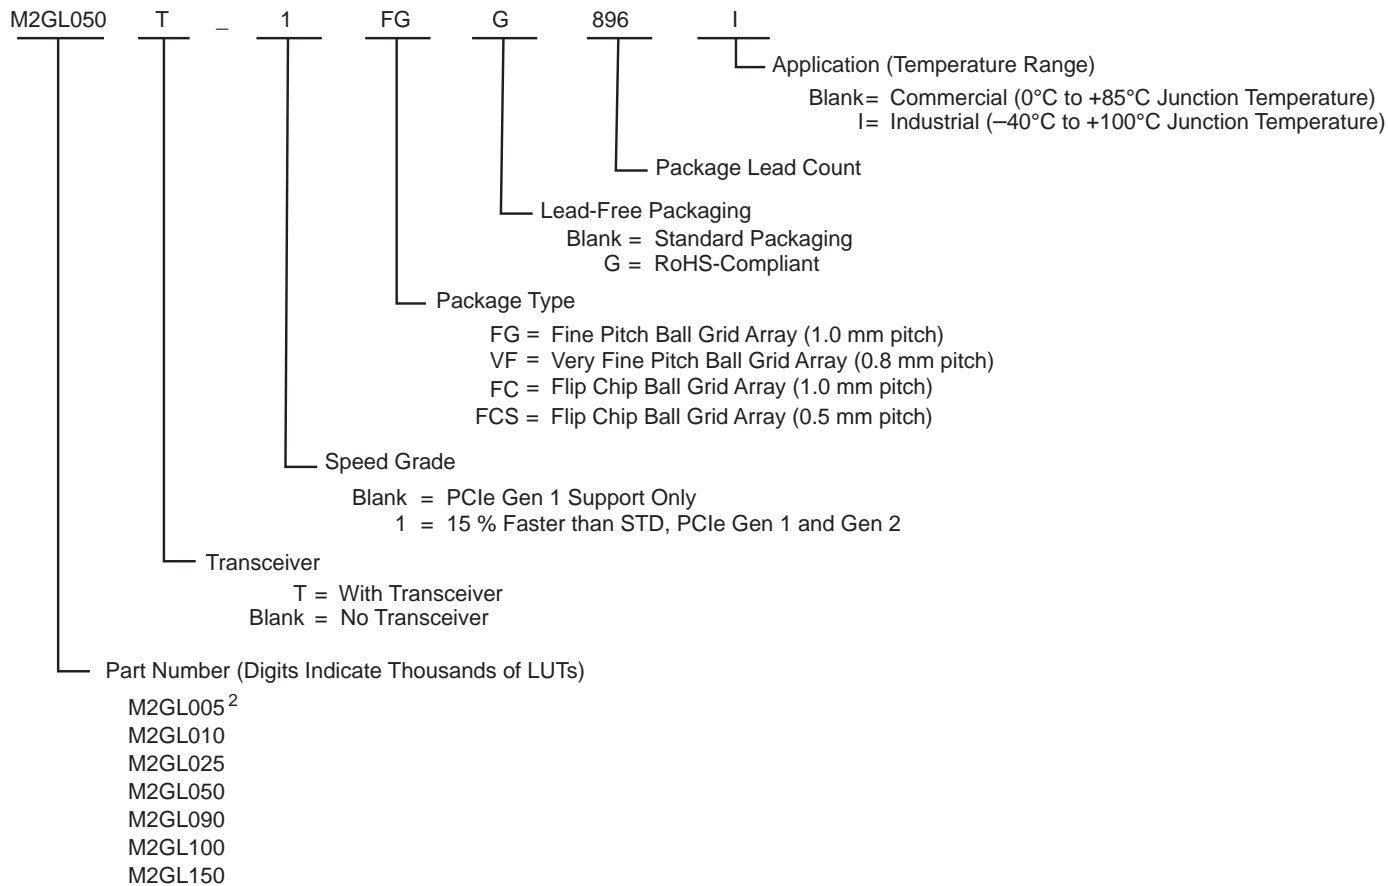 M2GL050 T _ 1 FG G 896 I
Application (Temperature Range)
Blank= Commercial (0°C to +85°C Junction Temperature)
I= Industrial (–40°C to +100°C Junction Temperature)
Package Lead Count
Lead-Free Packaging
Blank = Standard Packaging
G = RoHS-Compliant
Package Type
FG = Fine Pitch Ball Grid Array (1.0 mm pitch)
VF = Very Fine Pitch Ball Grid Array (0.8 mm pitch)
FC = Flip Chip Ball Grid Array (1.0 mm pitch)
FCS = Flip Chip Ball Grid Array (0.5 mm pitch)
Speed Grade
Blank = PCIe Gen 1 Support Only
1 = 15 % Faster than STD, PCIe Gen 1 and Gen 2
Transceiver
T = With Transceiver
Blank = No Transceiver
Part Number (Digits Indicate Thousands of LUTs)
M2GL005 2
M2GL010
M2GL025
M2GL050
M2GL090
M2GL100
M2GL150